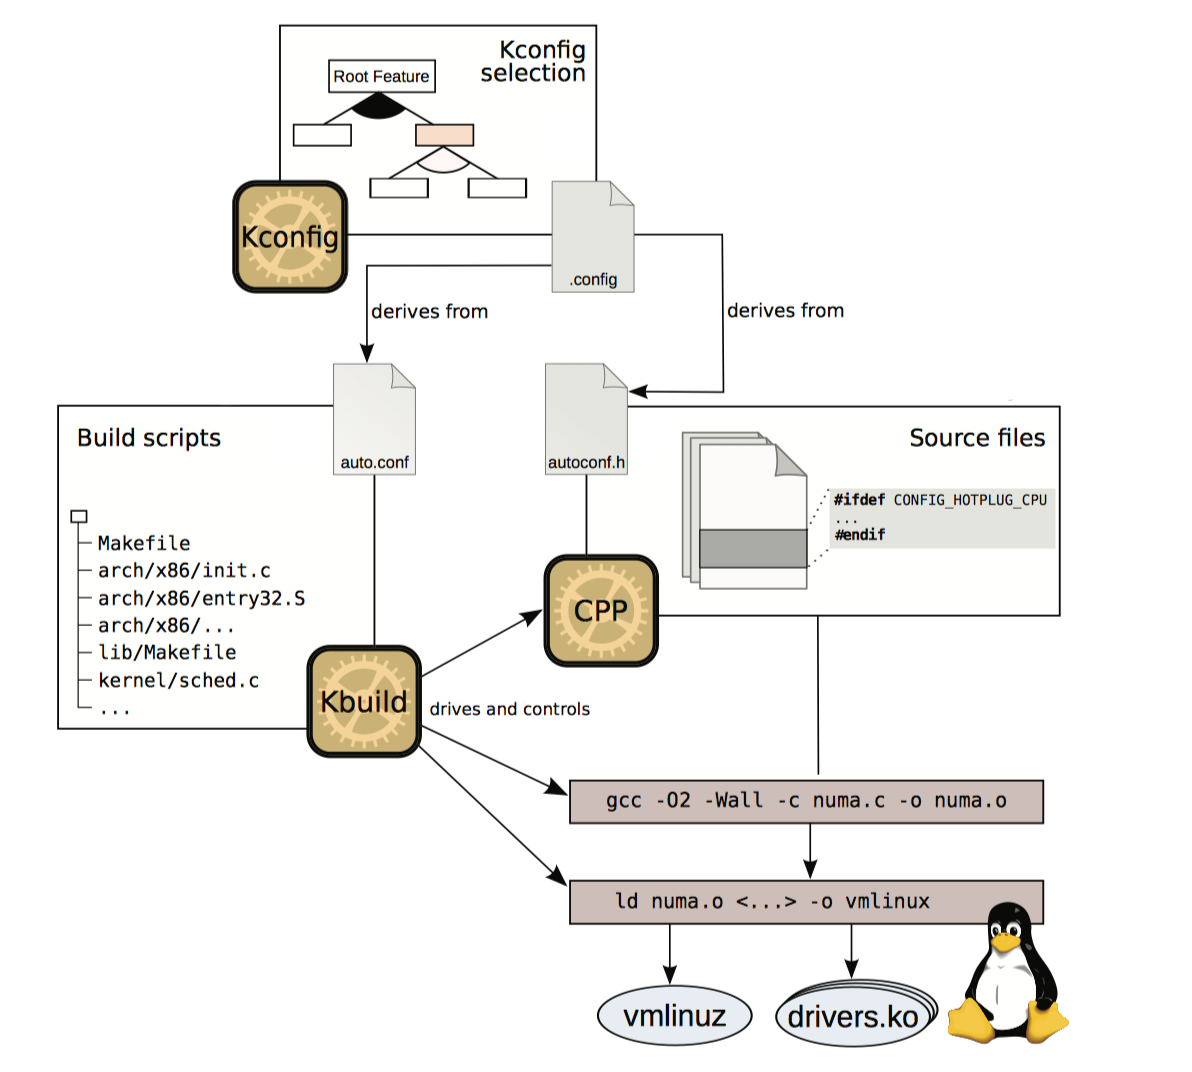 Kconfig
selection
Root Feature
Kconfig
.config
derives from
derives from
auto.conf
autoconf.h
Build scripts
Source files
#ifdef CONFIG_HOTPLUG_CPU
...
#endif
Makefile
arch/x86/init.c
arch/x86/entry32.S
arch/x86/...
lib/Makefile
kernel/sched.c
...
CPP
Kbuild
drives and controls
gcc -O2 -Wall -c numa.c -o numa.o
ld numa.o <...> -o vmlinux
vmlinuz
drivers.ko